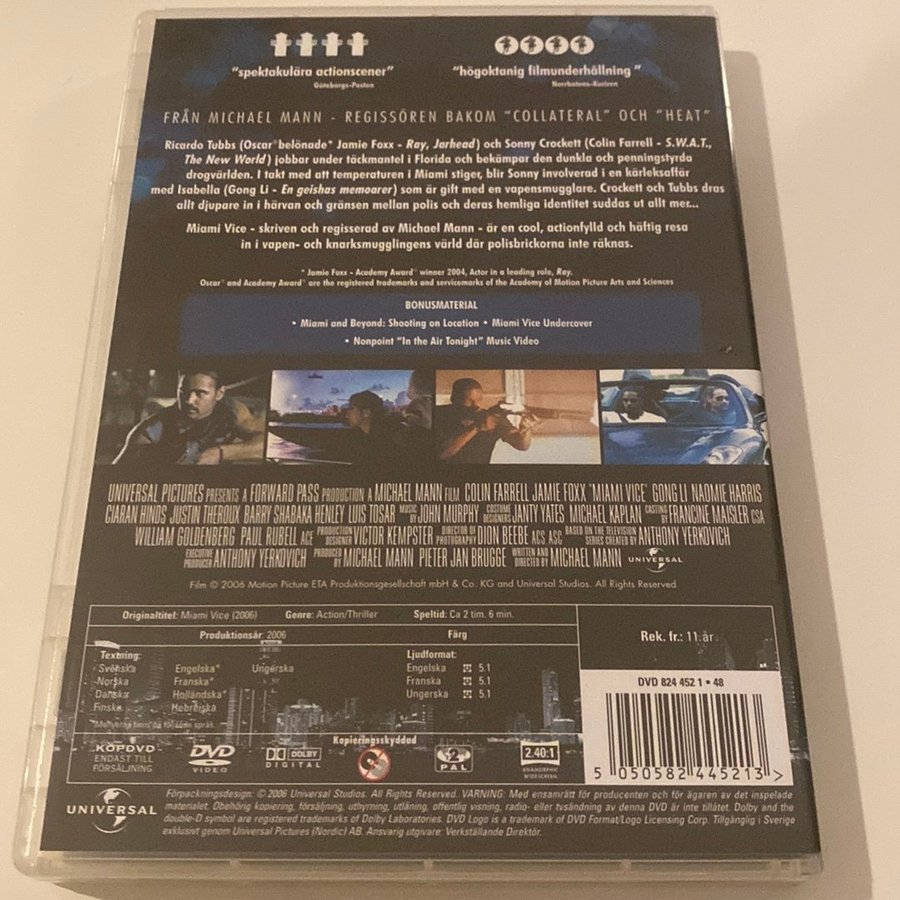 "spektakulära actionscener"
Göteborgs-Posten
"högoktanig filmunderhållning"
Norrbottens-Kuriren
FRÅN MICHAEL MANN - REGISSÖREN BAKOM "COLLATERAL" OCH "HEAT"
Ricardo Tubbs (Oscar®belönade* Jamie Foxx - Ray, Jarhead) och Sonny Crockett (Colin Farrell - S.W.A.T.,
The New World) jobbar under täckmantel i Florida och bekämpar den dunkla och penningstyrda
drogvärlden. I takt med att temperaturen i Miami stiger, blir Sonny involverad i en kärleksaffär
med Isabella (Gong Li - En geishas memoarer) som är gift med en vapensmugglare. Crockett och Tubbs dras
allt djupare in i härvan och gränsen mellan polis och deras hemliga identitet suddas ut allt mer...
Miami Vice - skriven och regisserad av Michael Mann - är en cool, actionfylld och häftig resa
in i vapen- och knarksmugglingens värld där polisbrickorna inte räknas.
* Jamie Foxx - Academy Award® winner 2004, Actor in a leading role, Ray.
Oscar® and Academy Award® are the registered trademarks and servicemarks of the Academy of Motion Picture Arts and Sciences
BONUSMATERIAL
• Miami and Beyond: Shooting on Location • Miami Vice Undercover
• Nonpoint "In the Air Tonight" Music Video
UNIVERSAL PICTURES PRESENTS A FORWARD PASS PRODUCTION A MICHAEL MANN FILM COLIN FARRELL JAMIE FOXX "MIAMI VICE" GONG LI NAOMIE HARRIS
CIARAN HINDS JUSTIN THEROUX BARRY SHABAKA HENLEY LUIS TOSAR MUSIC BY JOHN MURPHY COSTUME DESIGNERS JANTY YATES MICHAEL KAPLAN CASTING BY FRANCINE MAISLER CSA
WILLIAM GOLDENBERG PAUL RUBELL ACE PRODUCTION DESIGNER VICTOR KEMPSTER DIRECTOR OF PHOTOGRAPHY DION BEEBE ACS ASC BASED ON THE TELEVISION SERIES CREATED BY ANTHONY YERKOVICH
EXECUTIVE PRODUCER ANTHONY YERKOVICH PRODUCED BY MICHAEL MANN PIETER JAN BRUGGE WRITTEN AND DIRECTED BY MICHAEL MANN UNIVERSAL
Film © 2006 Motion Picture ETA Produktionsgesellschaft mbH & Co. KG and Universal Studios. All Rights Reserved.
Originaltitel: Miami Vice (2006) Genre: Action/Thriller Speltid: Ca 2 tim. 6 min.
Produktionsår: 2006 Färg
Rek. fr.: 11 år
Textning: Ljudformat:
Svenska Engelska* Ungerska Engelska 5.1
Norska Franska* Franska 5.1
Danska Holländska* Ungerska 5.1
Finska Hebreiska
*Menyerna finns på för dessa språk.
DVD 824 452 1 • 48
Kopieringsskyddad
KÖPDVD
ENDAST TILL
FÖRSÄLJNING
DVD
VIDEO
DOLBY
DIGITAL
2
PAL
2.40:1
ANAMORPHIC
WIDESCREEN
5 050582 445213 >
UNIVERSAL
Förpackningsdesign: © 2006 Universal Studios. All Rights Reserved. VARNING: Med ensamrätt för producenten och för ägaren av det inspelade
materialet. Obehörig kopiering, försäljning, uthyrning, utlåning, offentlig visning, radio- eller tvsändning av denna DVD är inte tillåtet. Dolby and the
double-D symbol are registered trademarks of Dolby Laboratories. DVD Logo is a trademark of DVD Format/Logo Licensing Corp. Tillgänglig i Sverige
exklusivt genom Universal Pictures (Nordic) AB. Ansvarig utgivare: Verkställande Direktör.